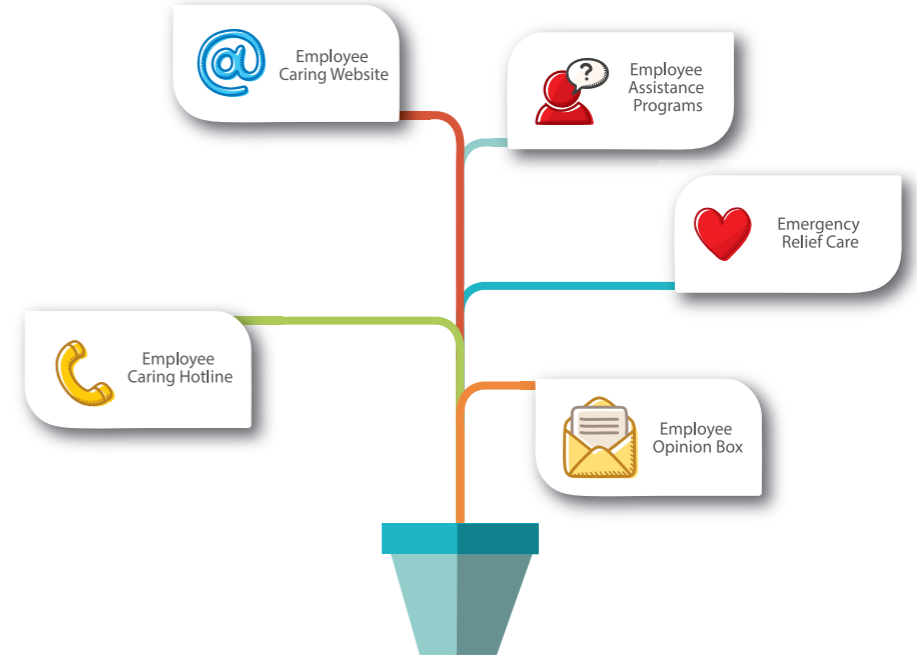 Employee
Caring Website
?
Employee
Assistance
Programs
Emergency
Relief Care
Employee
Caring Hotline
Employee
Opinion Box